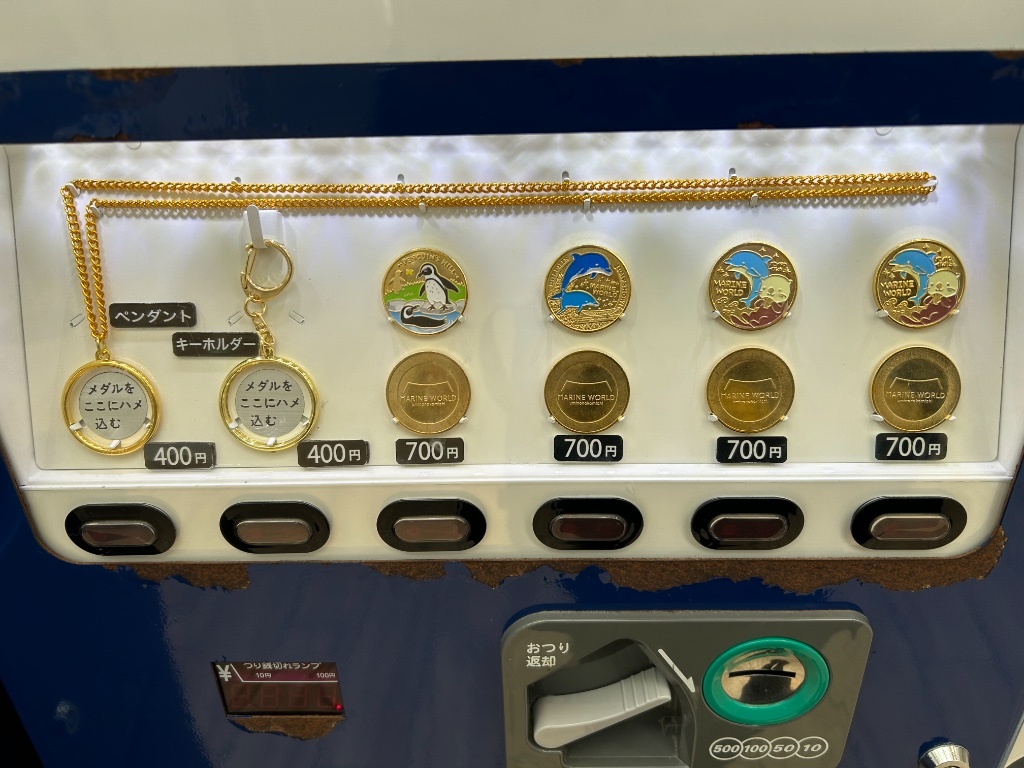 ペンダント
キーホルダー
メダルを
ここにハメ
込む
メダルを
ここにハメ
込む
MARINE
WORLD
MARINE
WORLD
MARINE WORLD
MARINE WORLD
MARINE WORLD
MARINE WORLD
400円
400円
700円
700円
700円
700円
つり銭切れランプ
¥
10円
100円
おつり
返却
500 100 50 10